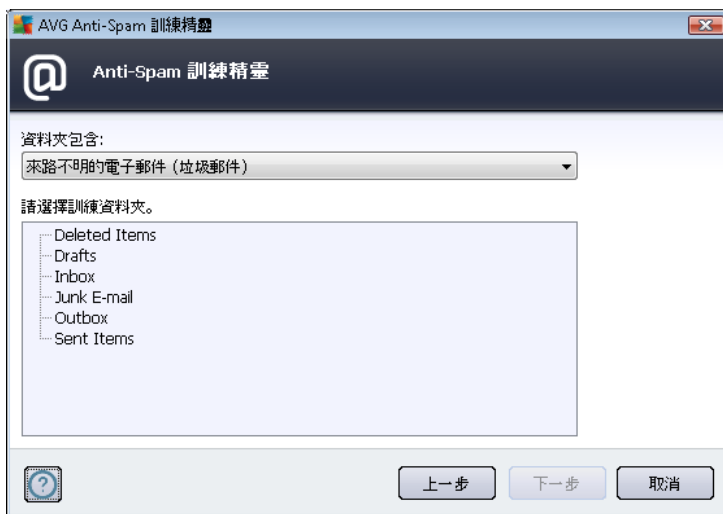 AVG Anti-Spam 訓練精靈
Anti-Spam 訓練精靈
資料夾包含:
來路不明的電子郵件 (垃圾郵件)
請選擇訓練資料夾。
Deleted Items
Drafts
Inbox
Junk E-mail
Outbox
Sent Items
上一步
下一步
取消